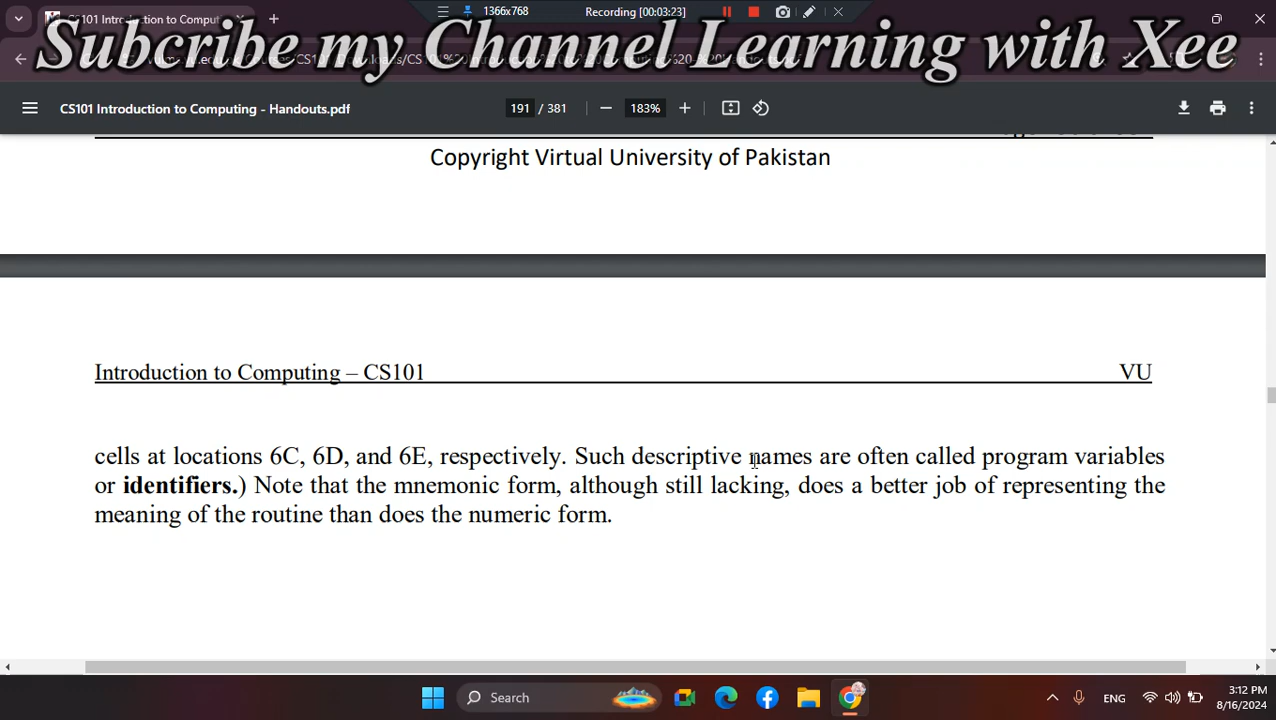 CS101 Introduction to Comput
1366x768
Recording [00:03:23]
Subcribe my Channel Learning with Xee
CS101 Introduction to Computing - Handouts.pdf
191 / 381
183%
Copyright Virtual University of Pakistan
Introduction to Computing – CS101 VU
cells at locations 6C, 6D, and 6E, respectively. Such descriptive names are often called program variables
or identifiers.) Note that the mnemonic form, although still lacking, does a better job of representing the
meaning of the routine than does the numeric form.
Search
ENG
3:12 PM
8/16/2024